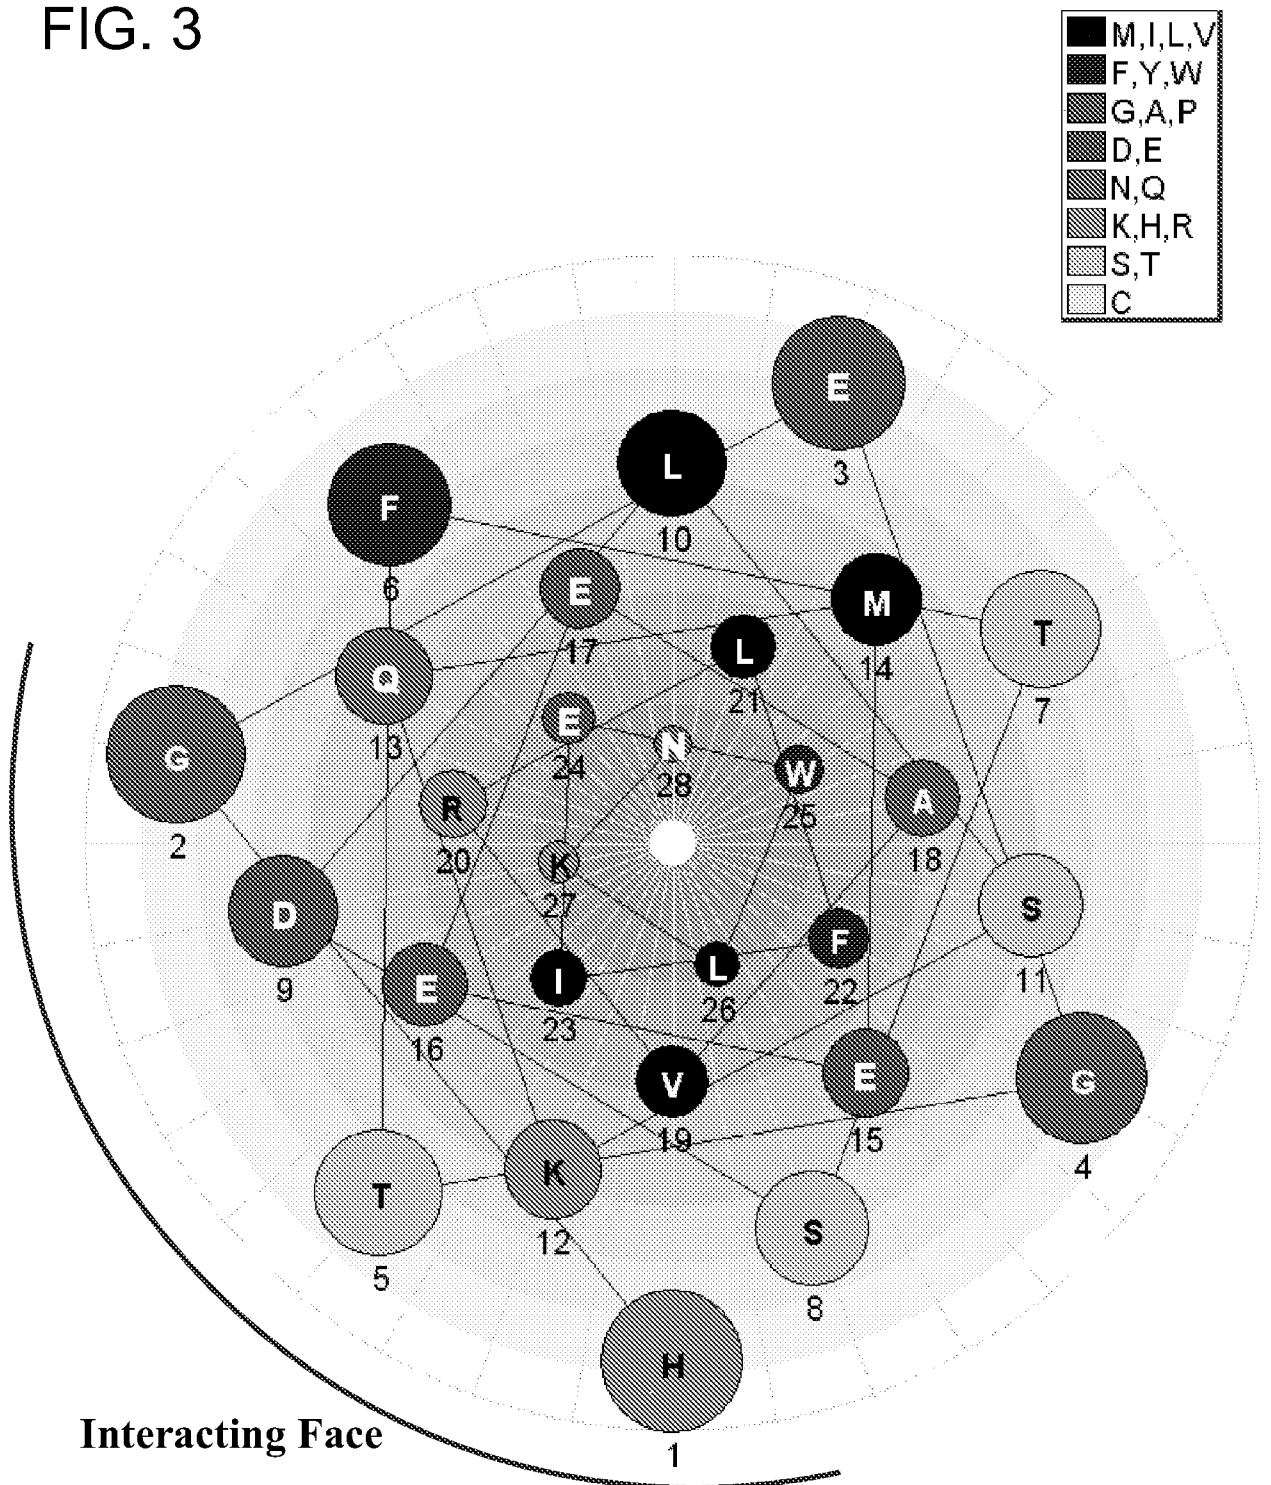 FIG. 3
M,I,L,V
F,Y,W
G,A,P
D,E
N,Q
K,H,R
S,T
C
E
3
L
10
F
6
M
14
T
7
E
17
L
21
Q
13
G
2
E
24
N
28
W
25
A
18
R
20
K
27
D
9
S
11
F
22
L
26
I
23
E
16
V
19
E
15
G
4
K
12
T
5
S
8
H
1
Interacting Face